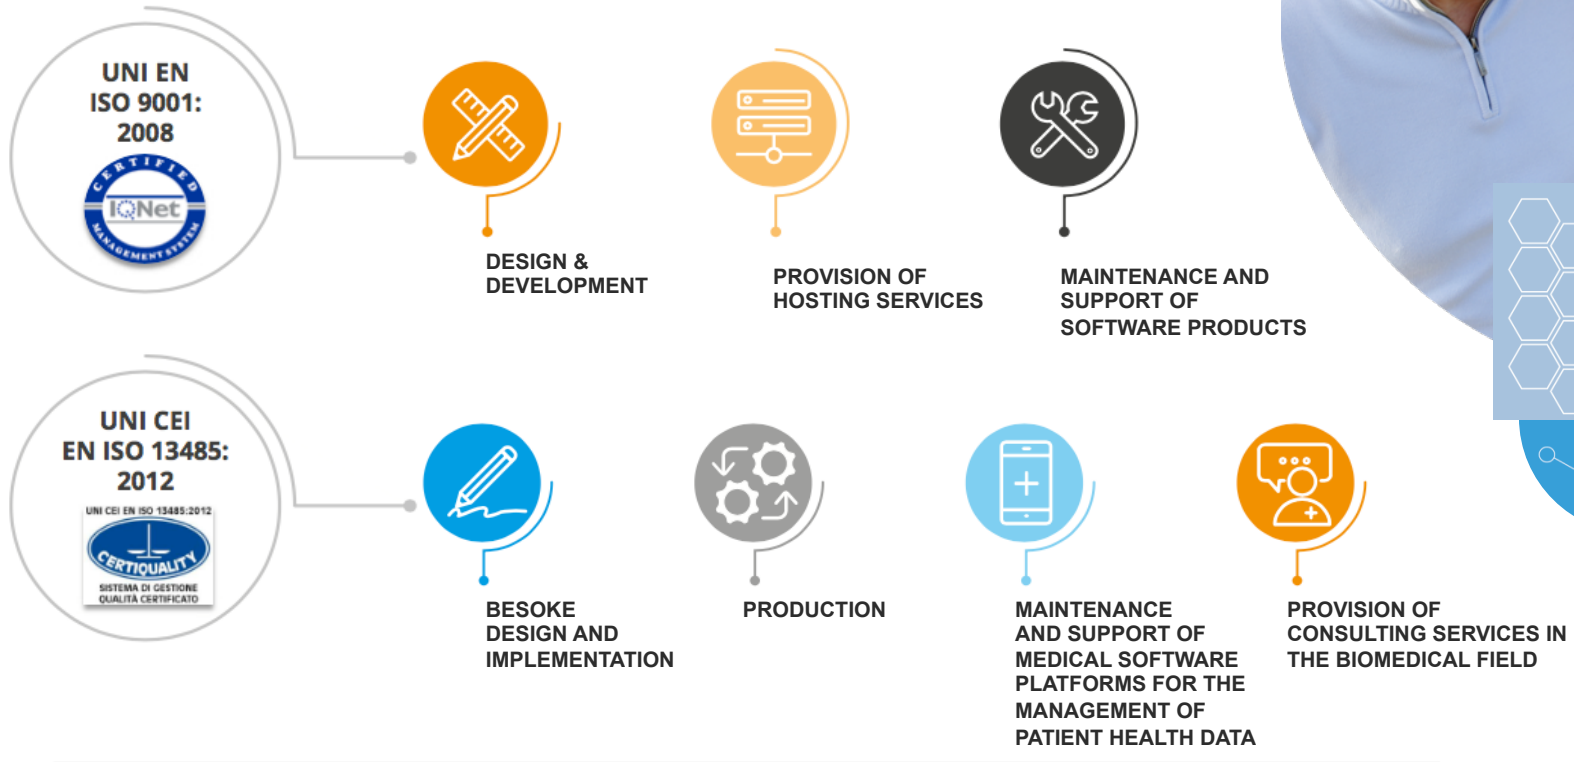 UNI EN
ISO 9001:
2008
CERTIFIED
IQNet
MANAGEMENT SYSTEM
DESIGN &
DEVELOPMENT
PROVISION OF
HOSTING SERVICES
MAINTENANCE AND
SUPPORT OF
SOFTWARE PRODUCTS
UNI CEI
EN ISO 13485:
2012
UNI CEI EN ISO 13485:2012
CERTIQUALITY
SISTEMA DI GESTIONE
QUALITÀ CERTIFICATO
BESOKE
DESIGN AND
IMPLEMENTATION
PRODUCTION
MAINTENANCE
AND SUPPORT OF
MEDICAL SOFTWARE
PLATFORMS FOR THE
MANAGEMENT OF
PATIENT HEALTH DATA
PROVISION OF
CONSULTING SERVICES IN
THE BIOMEDICAL FIELD